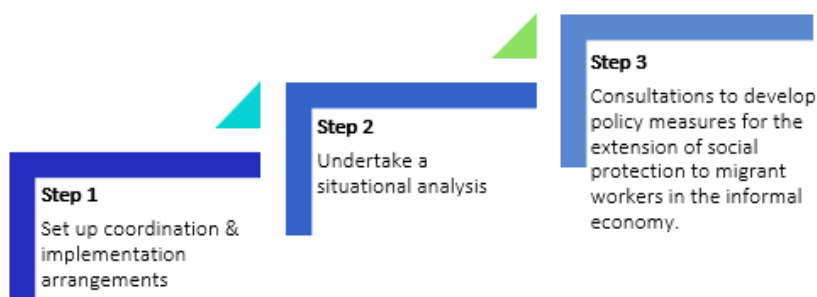 Step 1
Set up coordination &
implementation
arrangements
Step 2
Undertake a
situational analysis
Step 3
Consultations to develop
policy measures for the
extension of social
protection to migrant
workers in the informal
economy.